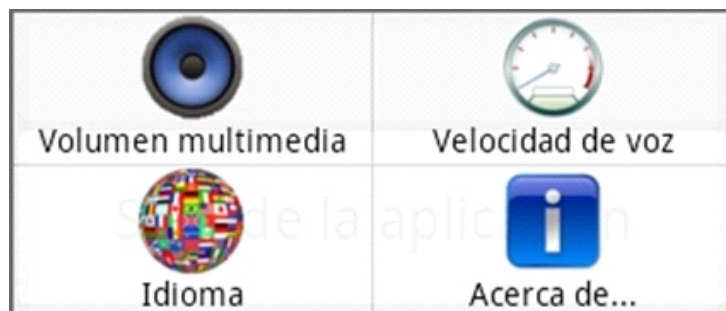 Volumen multimedia
Velocidad de voz
Idioma
Acerca de...